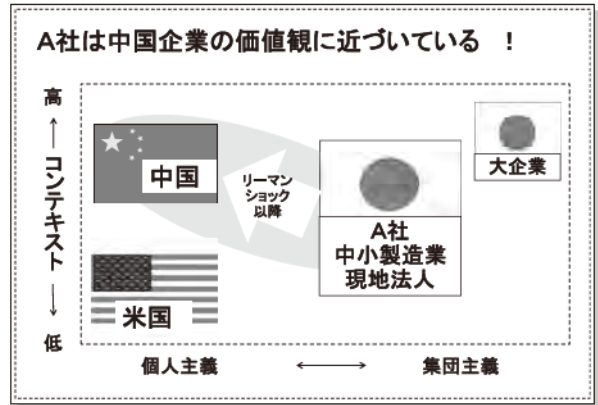 A社は中国企業の価値観に近づいている　！
高
↑
コンテキスト
↓
低
中国
リーマン
ショック
以降
大企業
A社
中小製造業
現地法人
米国
個人主義　←→　集団主義